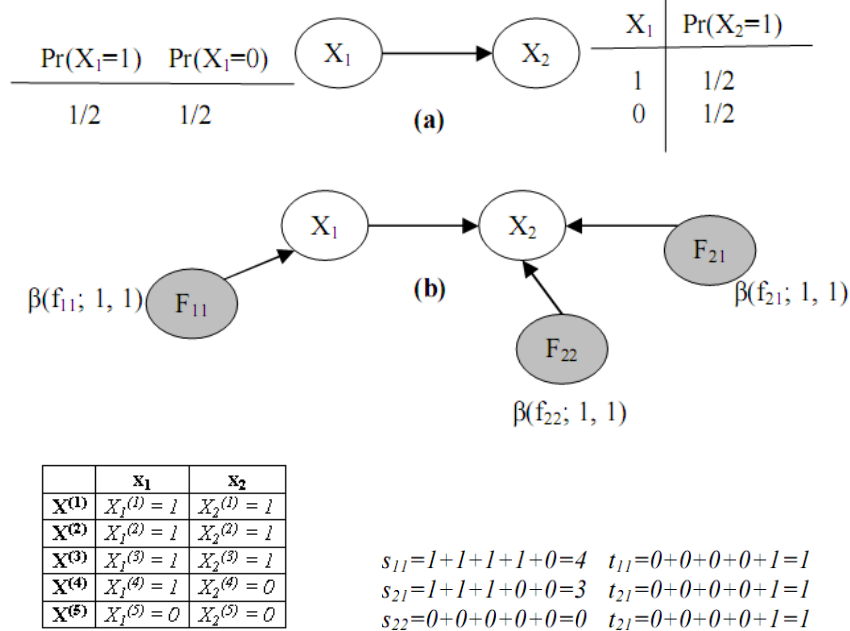 Pr(X₁=1) Pr(X₁=0)
1/2 1/2
X₁
X₂
(a)
X₁ Pr(X₂=1)
1 1/2
0 1/2
X₁
X₂
F₂₁
β(f₂₁; 1, 1)
β(f₁₁; 1, 1)
F₁₁
(b)
F₂₂
β(f₂₂; 1, 1)
x₁ x₂
X⁽¹⁾ X₁⁽¹⁾ = 1 X₂⁽¹⁾ = 1
X⁽²⁾ X₁⁽²⁾ = 1 X₂⁽²⁾ = 1
X⁽³⁾ X₁⁽³⁾ = 1 X₂⁽³⁾ = 1
X⁽⁴⁾ X₁⁽⁴⁾ = 1 X₂⁽⁴⁾ = 0
X⁽⁵⁾ X₁⁽⁵⁾ = 0 X₂⁽⁵⁾ = 0
s₁₁=1+1+1+1+0=4 t₁₁=0+0+0+0+1=1
s₂₁=1+1+1+0+0=3 t₂₁=0+0+0+0+1=1
s₂₂=0+0+0+0+0=0 t₂₁=0+0+0+0+1=1